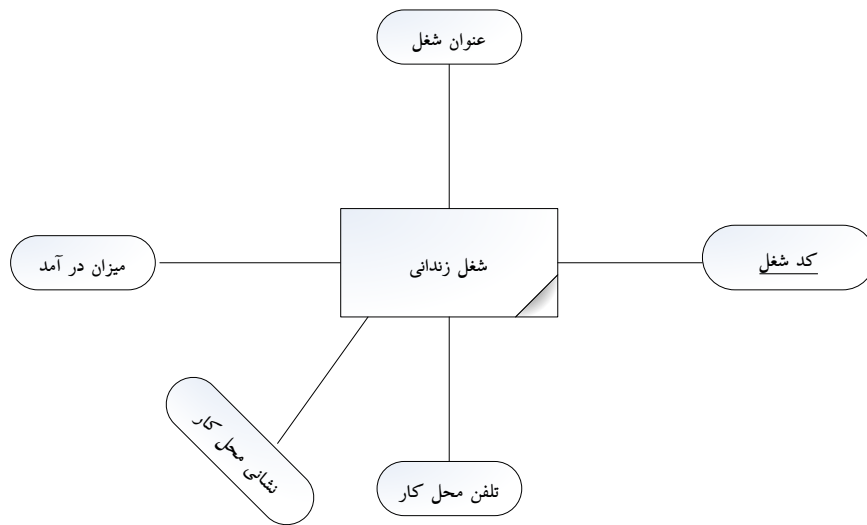 عنوان شغل
کد شغل
شغل زندانی
میزان در آمد
نشانی محل کار
تلفن محل کار